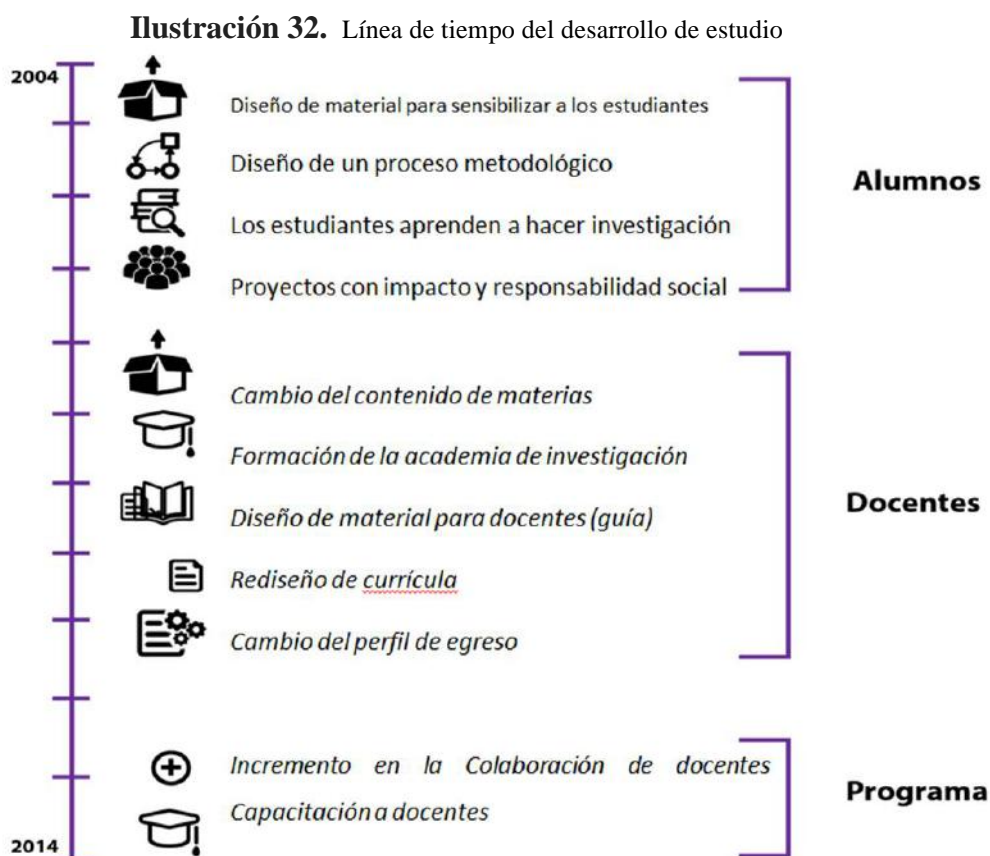 Ilustración 32. Línea de tiempo del desarrollo de estudio
2004
Diseño de material para sensibilizar a los estudiantes
Diseño de un proceso metodológico
Los estudiantes aprenden a hacer investigación
Proyectos con impacto y responsabilidad social
Alumnos
Cambio del contenido de materias
Formación de la academia de investigación
Diseño de material para docentes (guía)
Rediseño de currícula
Cambio del perfil de egreso
Docentes
Incremento en la Colaboración de docentes
Capacitación a docentes
Programa
2014